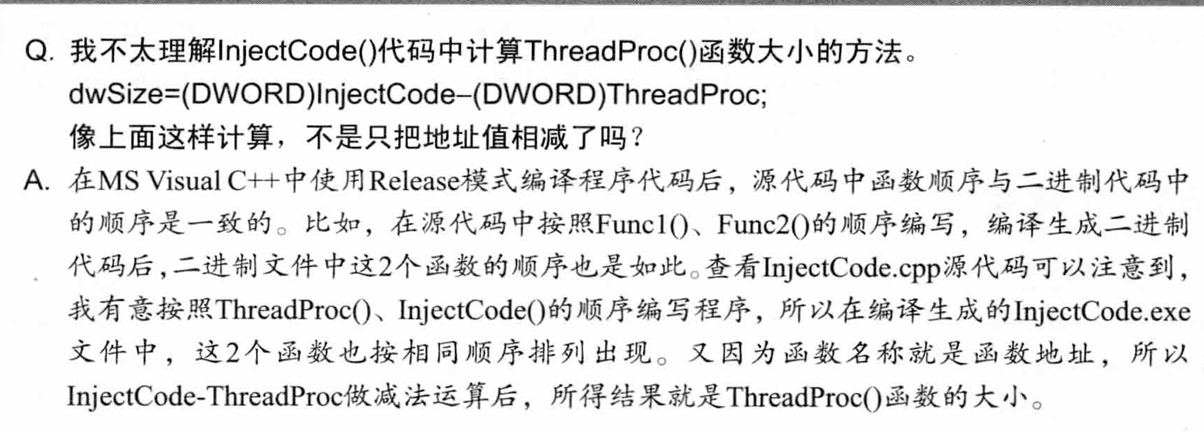 Q. 我不太理解InjectCode()代码中计算ThreadProc()函数大小的方法。
dwSize=(DWORD)InjectCode–(DWORD)ThreadProc;
像上面这样计算，不是只把地址值相减了吗？
A. 在MS Visual C++中使用Release模式编译程序代码后，源代码中函数顺序与二进制代码中
的顺序是一致的。比如，在源代码中按照Func1()、Func2()的顺序编写，编译生成二进制
代码后，二进制文件中这2个函数的顺序也是如此。查看InjectCode.cpp源代码可以注意到，
我有意按照ThreadProc()、InjectCode()的顺序编写程序，所以在编译生成的InjectCode.exe
文件中，这2个函数也按相同顺序排列出现。又因为函数名称就是函数地址，所以
InjectCode-ThreadProc做减法运算后，所得结果就是ThreadProc()函数的大小。